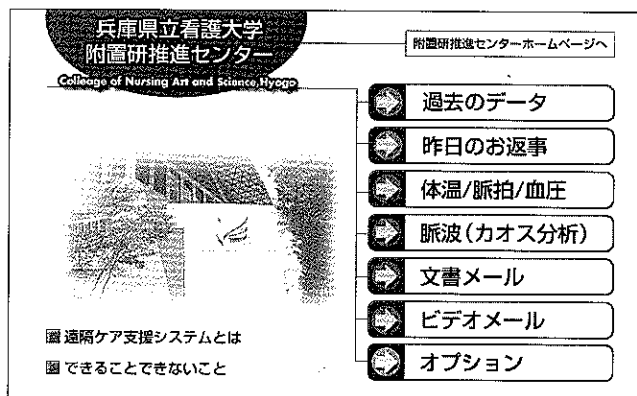 兵庫県立看護大学
附置研推進センター
Colleage of Nursing Art and Science Hyogo
附置研推進センターホームページへ
過去のデータ
昨日のお返事
体温/脈拍/血圧
脈波(カオス分析)
文書メール
ビデオメール
オプション
遠隔ケア支援システムとは
できることできないこと